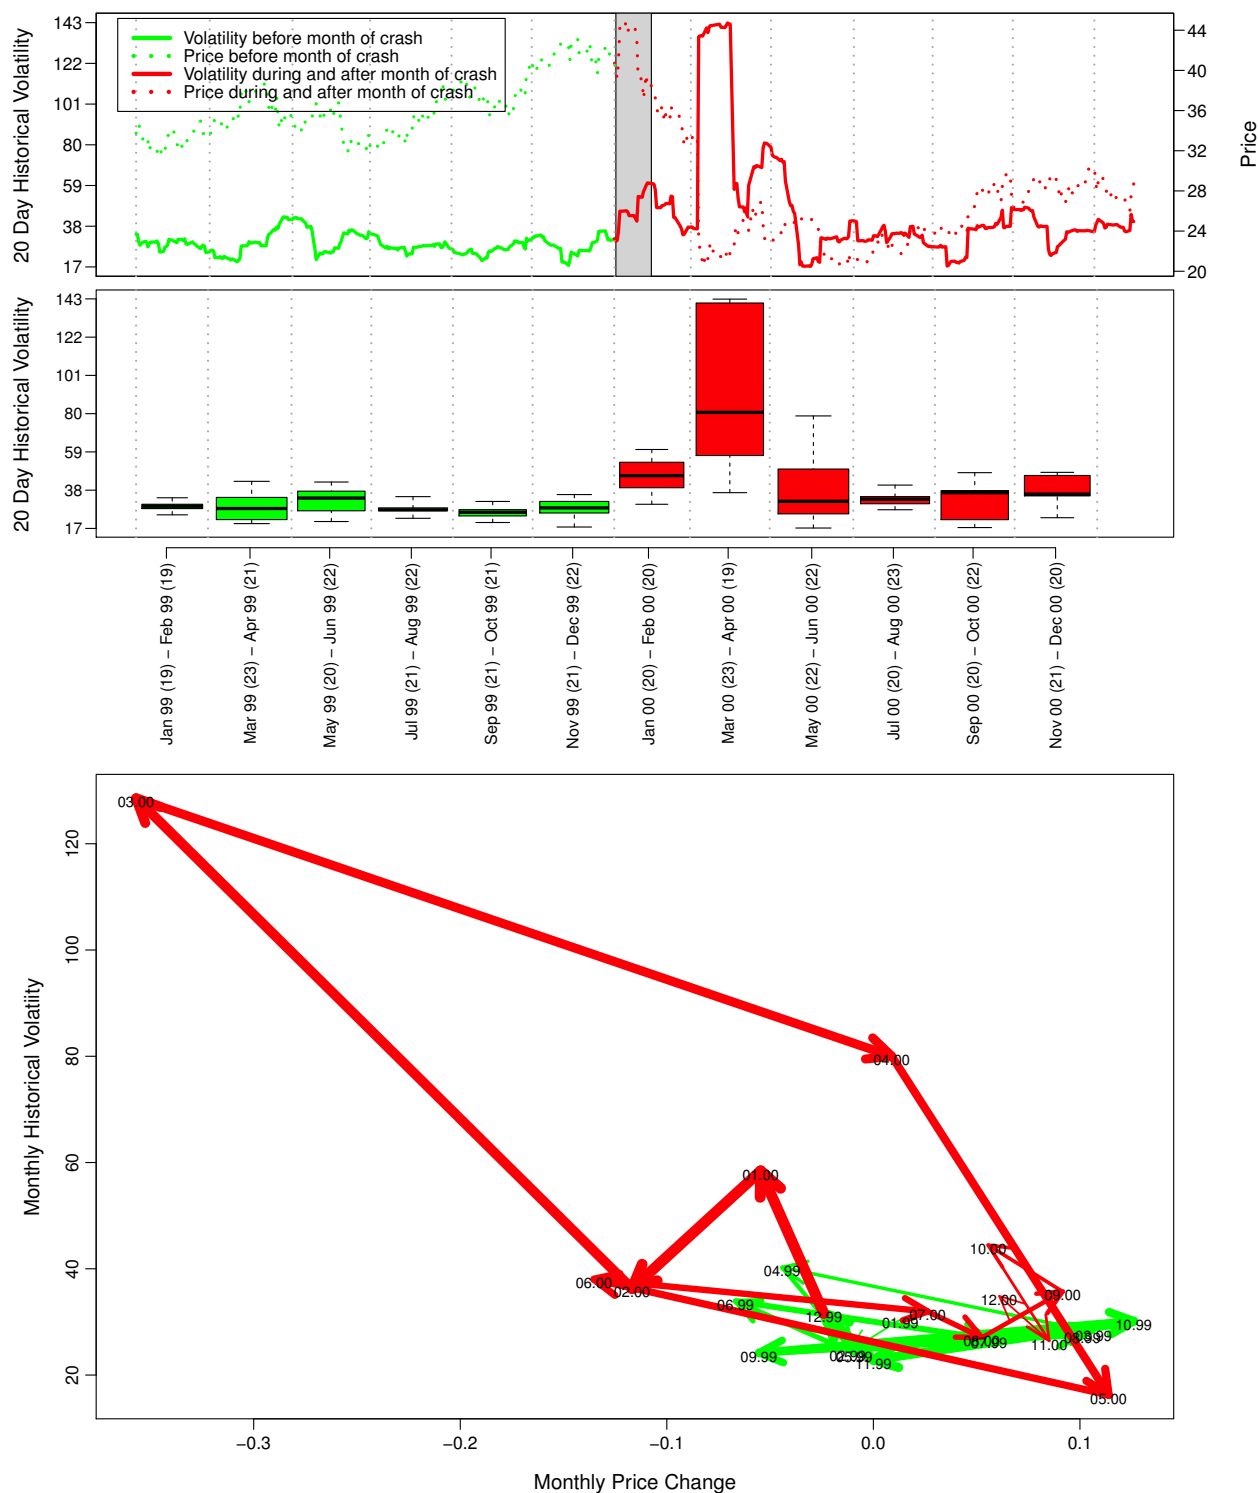 143
122
101
80
59
38
17
20 Day Historical Volatility
Volatility before month of crash
Price before month of crash
Volatility during and after month of crash
Price during and after month of crash
44
40
36
32
28
24
20
Price
143
122
101
80
59
38
17
20 Day Historical Volatility
Jan 99 (19) − Feb 99 (19)
Mar 99 (23) − Apr 99 (21)
May 99 (20) − Jun 99 (22)
Jul 99 (21) − Aug 99 (22)
Sep 99 (21) − Oct 99 (21)
Nov 99 (21) − Dec 99 (22)
Jan 00 (20) − Feb 00 (20)
Mar 00 (23) − Apr 00 (19)
May 00 (22) − Jun 00 (22)
Jul 00 (20) − Aug 00 (23)
Sep 00 (20) − Oct 00 (22)
Nov 00 (21) − Dec 00 (20)
120
100
80
60
40
20
Monthly Historical Volatiity
03.00
04.00
01.00
10.00
04.99
06.00
02.00
09.00
12.00
06.99
07.00
12.99
01.99
10.99
03.99
11.00
09.99
11.99
05.00
−0.3
−0.2
−0.1
0.0
0.1
Monthly Price Change